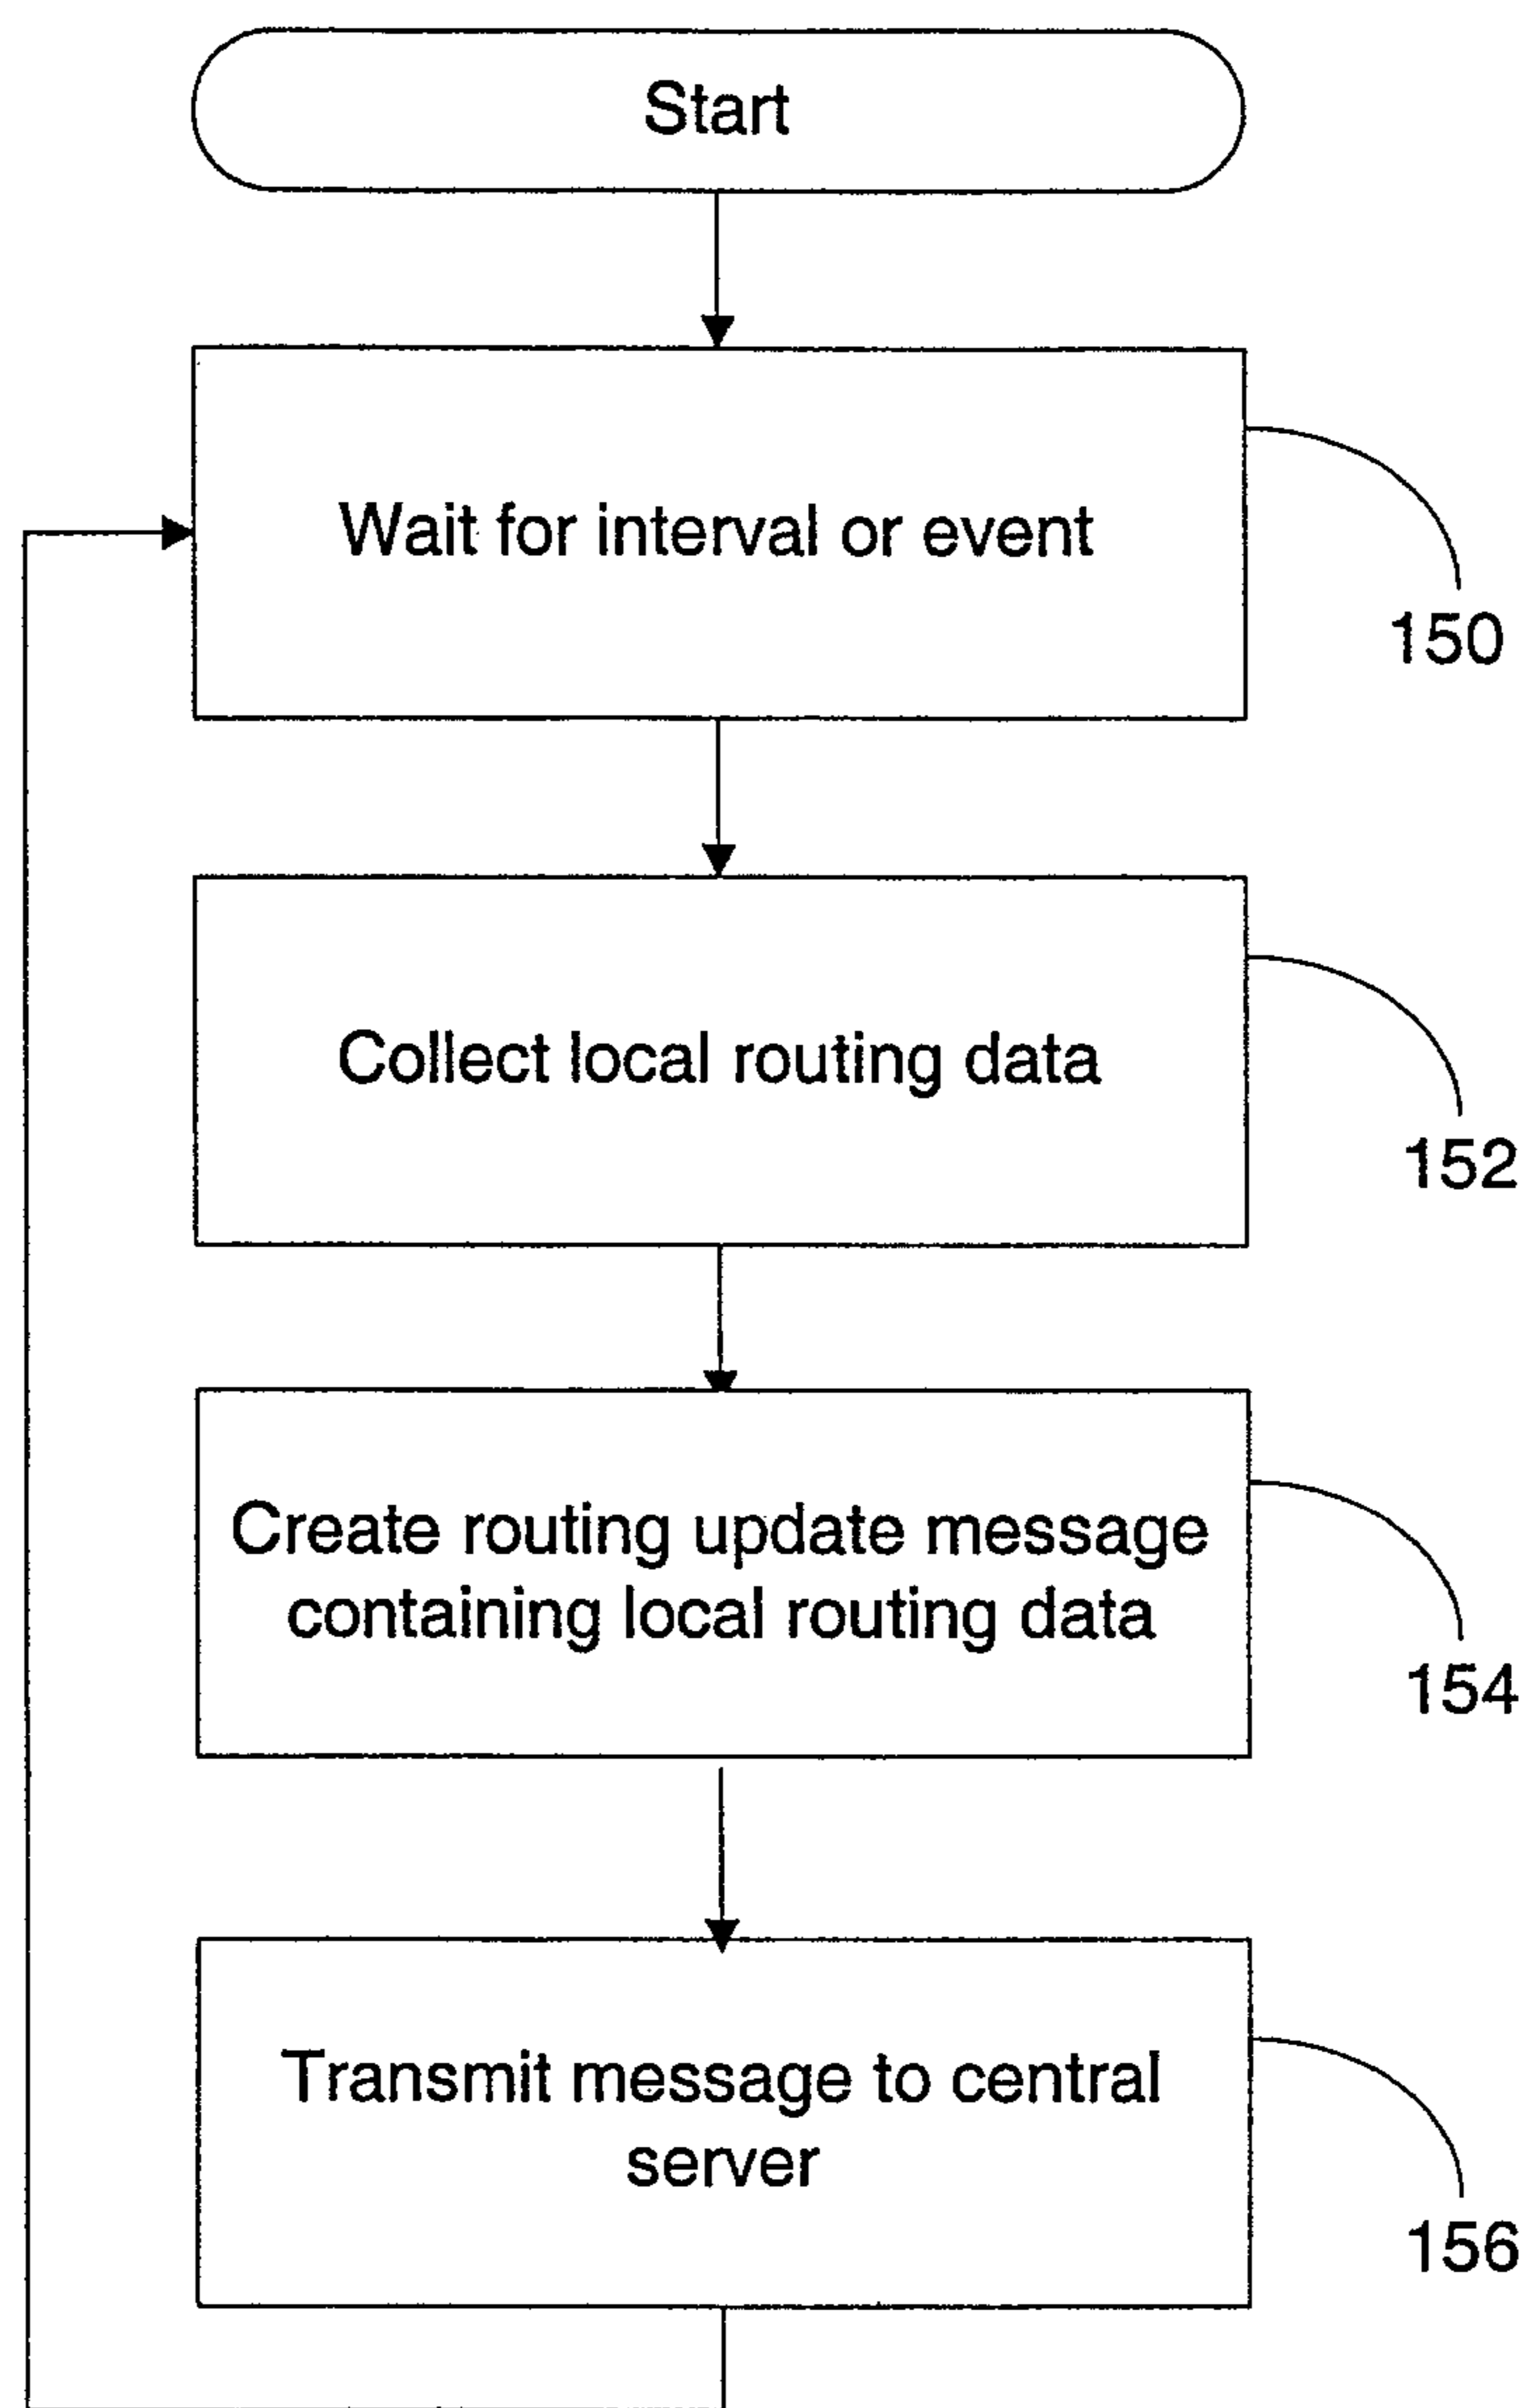 Start
Wait for interval or event
150
Collect local routing data
152
Create routing update message
containing local routing data
154
Transmit message to central
server
156